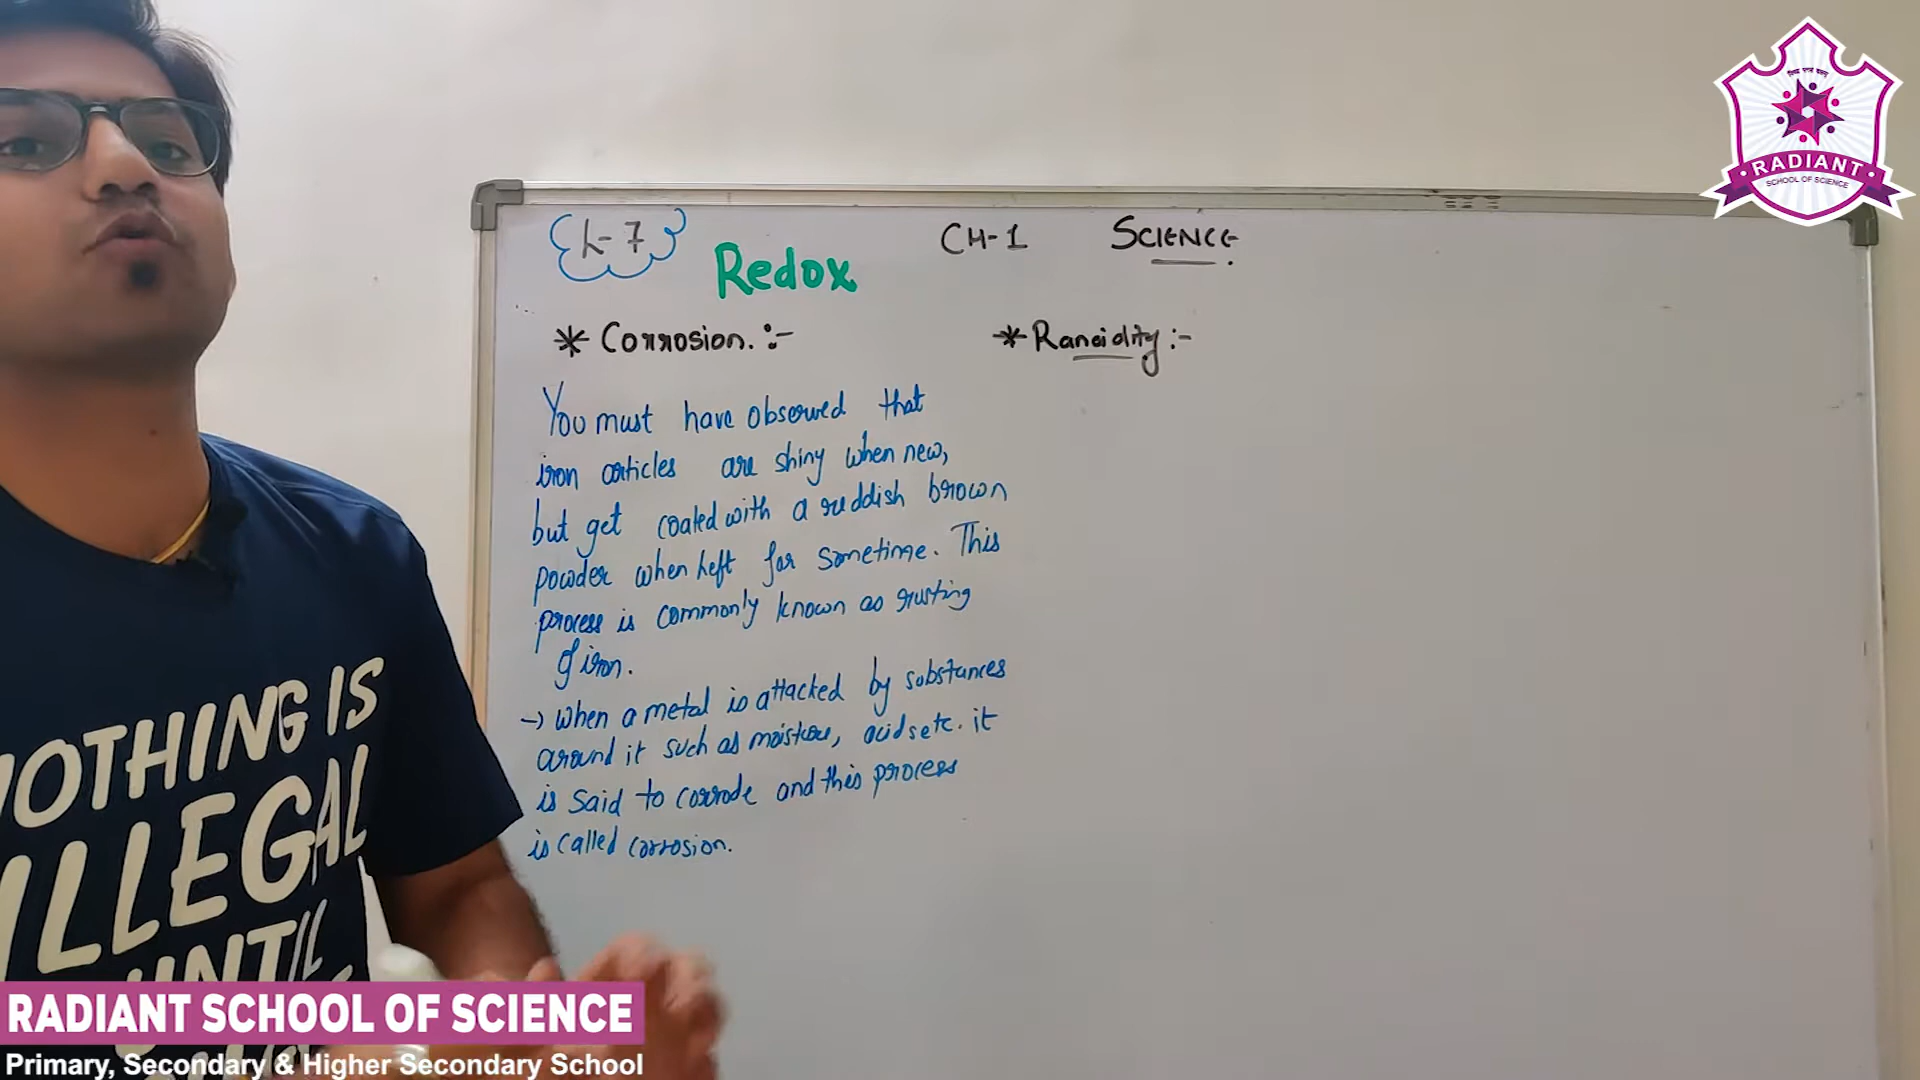 RADIANT
SCHOOL OF SCIENCE
L-7
CH-1 SCIENCE
Redox
* Corrosion. :-
You must have observed that
iron articles are shiny when new,
but get coated with a reddish brown
powder when left for sometime. This
process is commonly known as rusting
of iron.
→ When a metal is attacked by substances
around it such as moisture, acids etc. it
is said to corrode and this process
is called corrosion.
* Rancidity :-
NOTHING IS
ILLEGAL
UNTIL
RADIANT SCHOOL OF SCIENCE
Primary, Secondary & Higher Secondary School